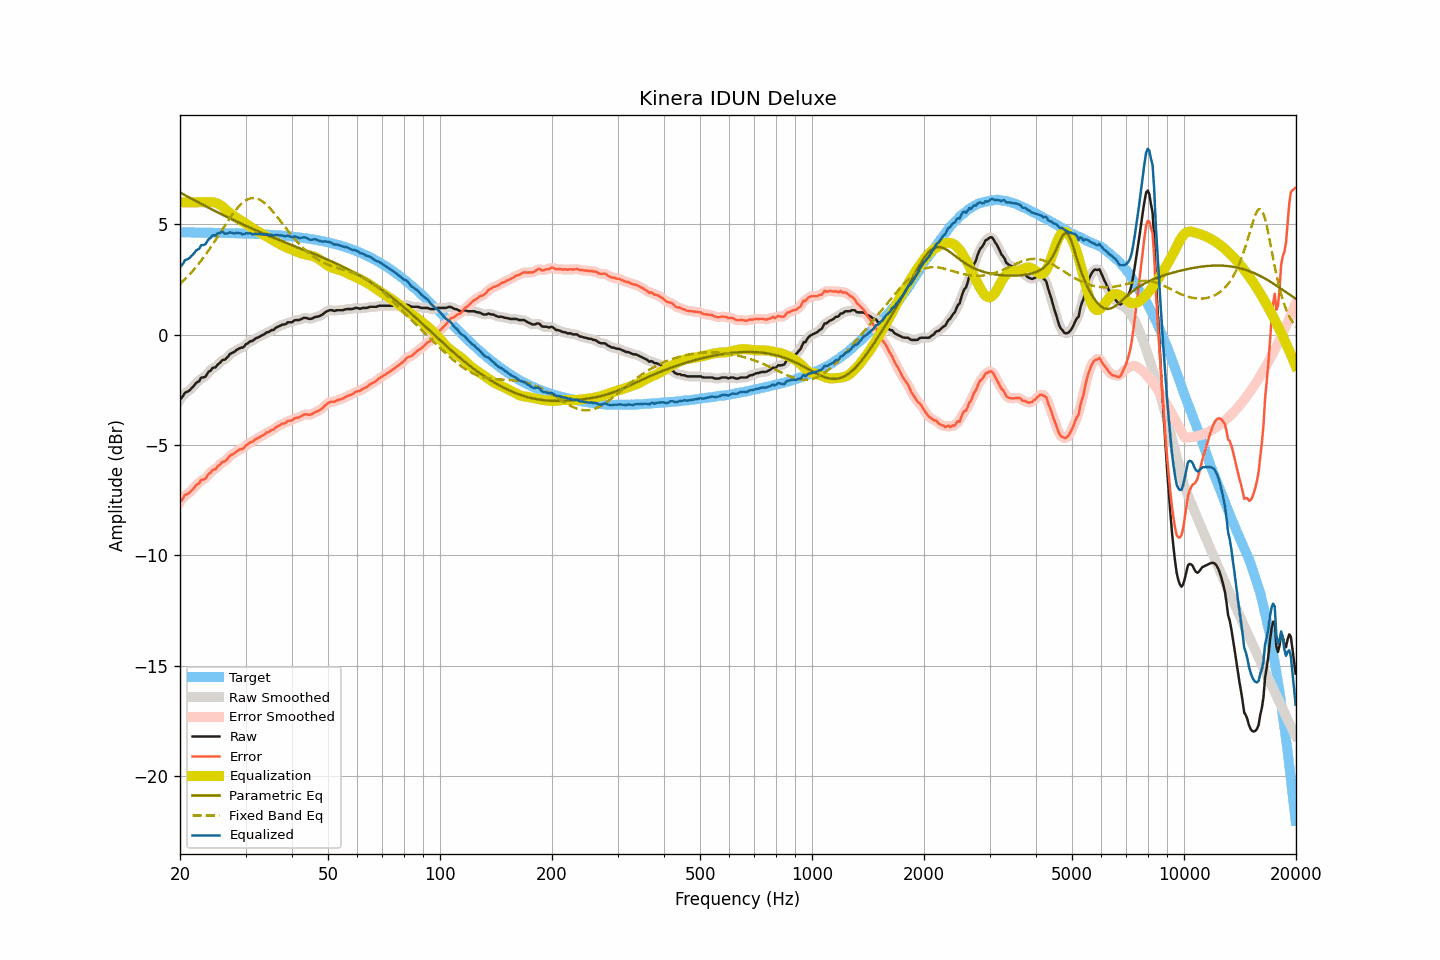 Kinera IDUN Deluxe
Amplitude (dBr)
5
0
−5
−10
−15
−20
Target
Raw Smoothed
Error Smoothed
Raw
Error
Equalization
Parametric Eq
Fixed Band Eq
Equalized
20 50 100 200 500 1000 2000 5000 10000 20000
Frequency (Hz)